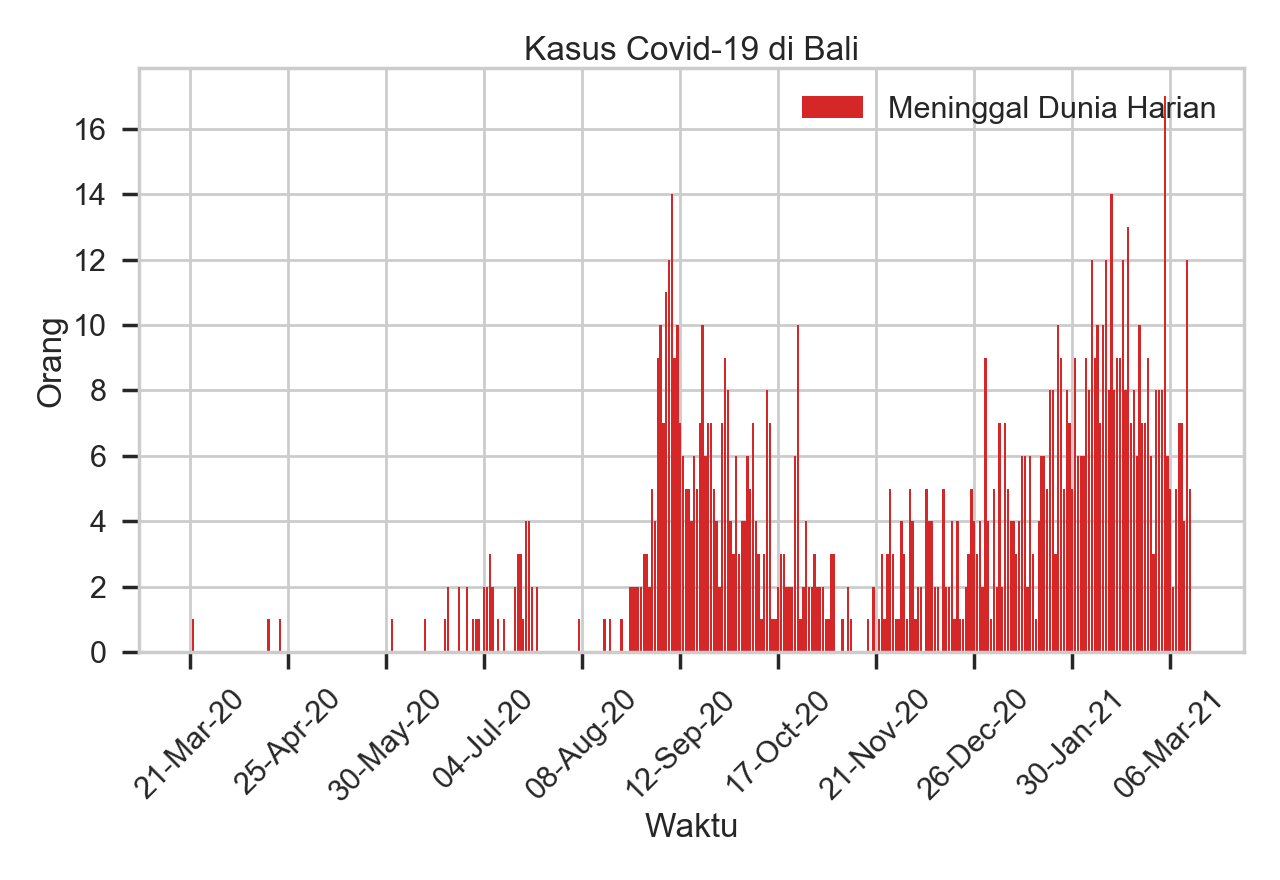 Kasus Covid-19 di Bali
Meninggal Dunia Harian
Orang
16
14
12
10
8
6
4
2
0
21-Mar-20
25-Apr-20
30-May-20
04-Jul-20
08-Aug-20
12-Sep-20
17-Oct-20
21-Nov-20
26-Dec-20
30-Jan-21
06-Mar-21
Waktu